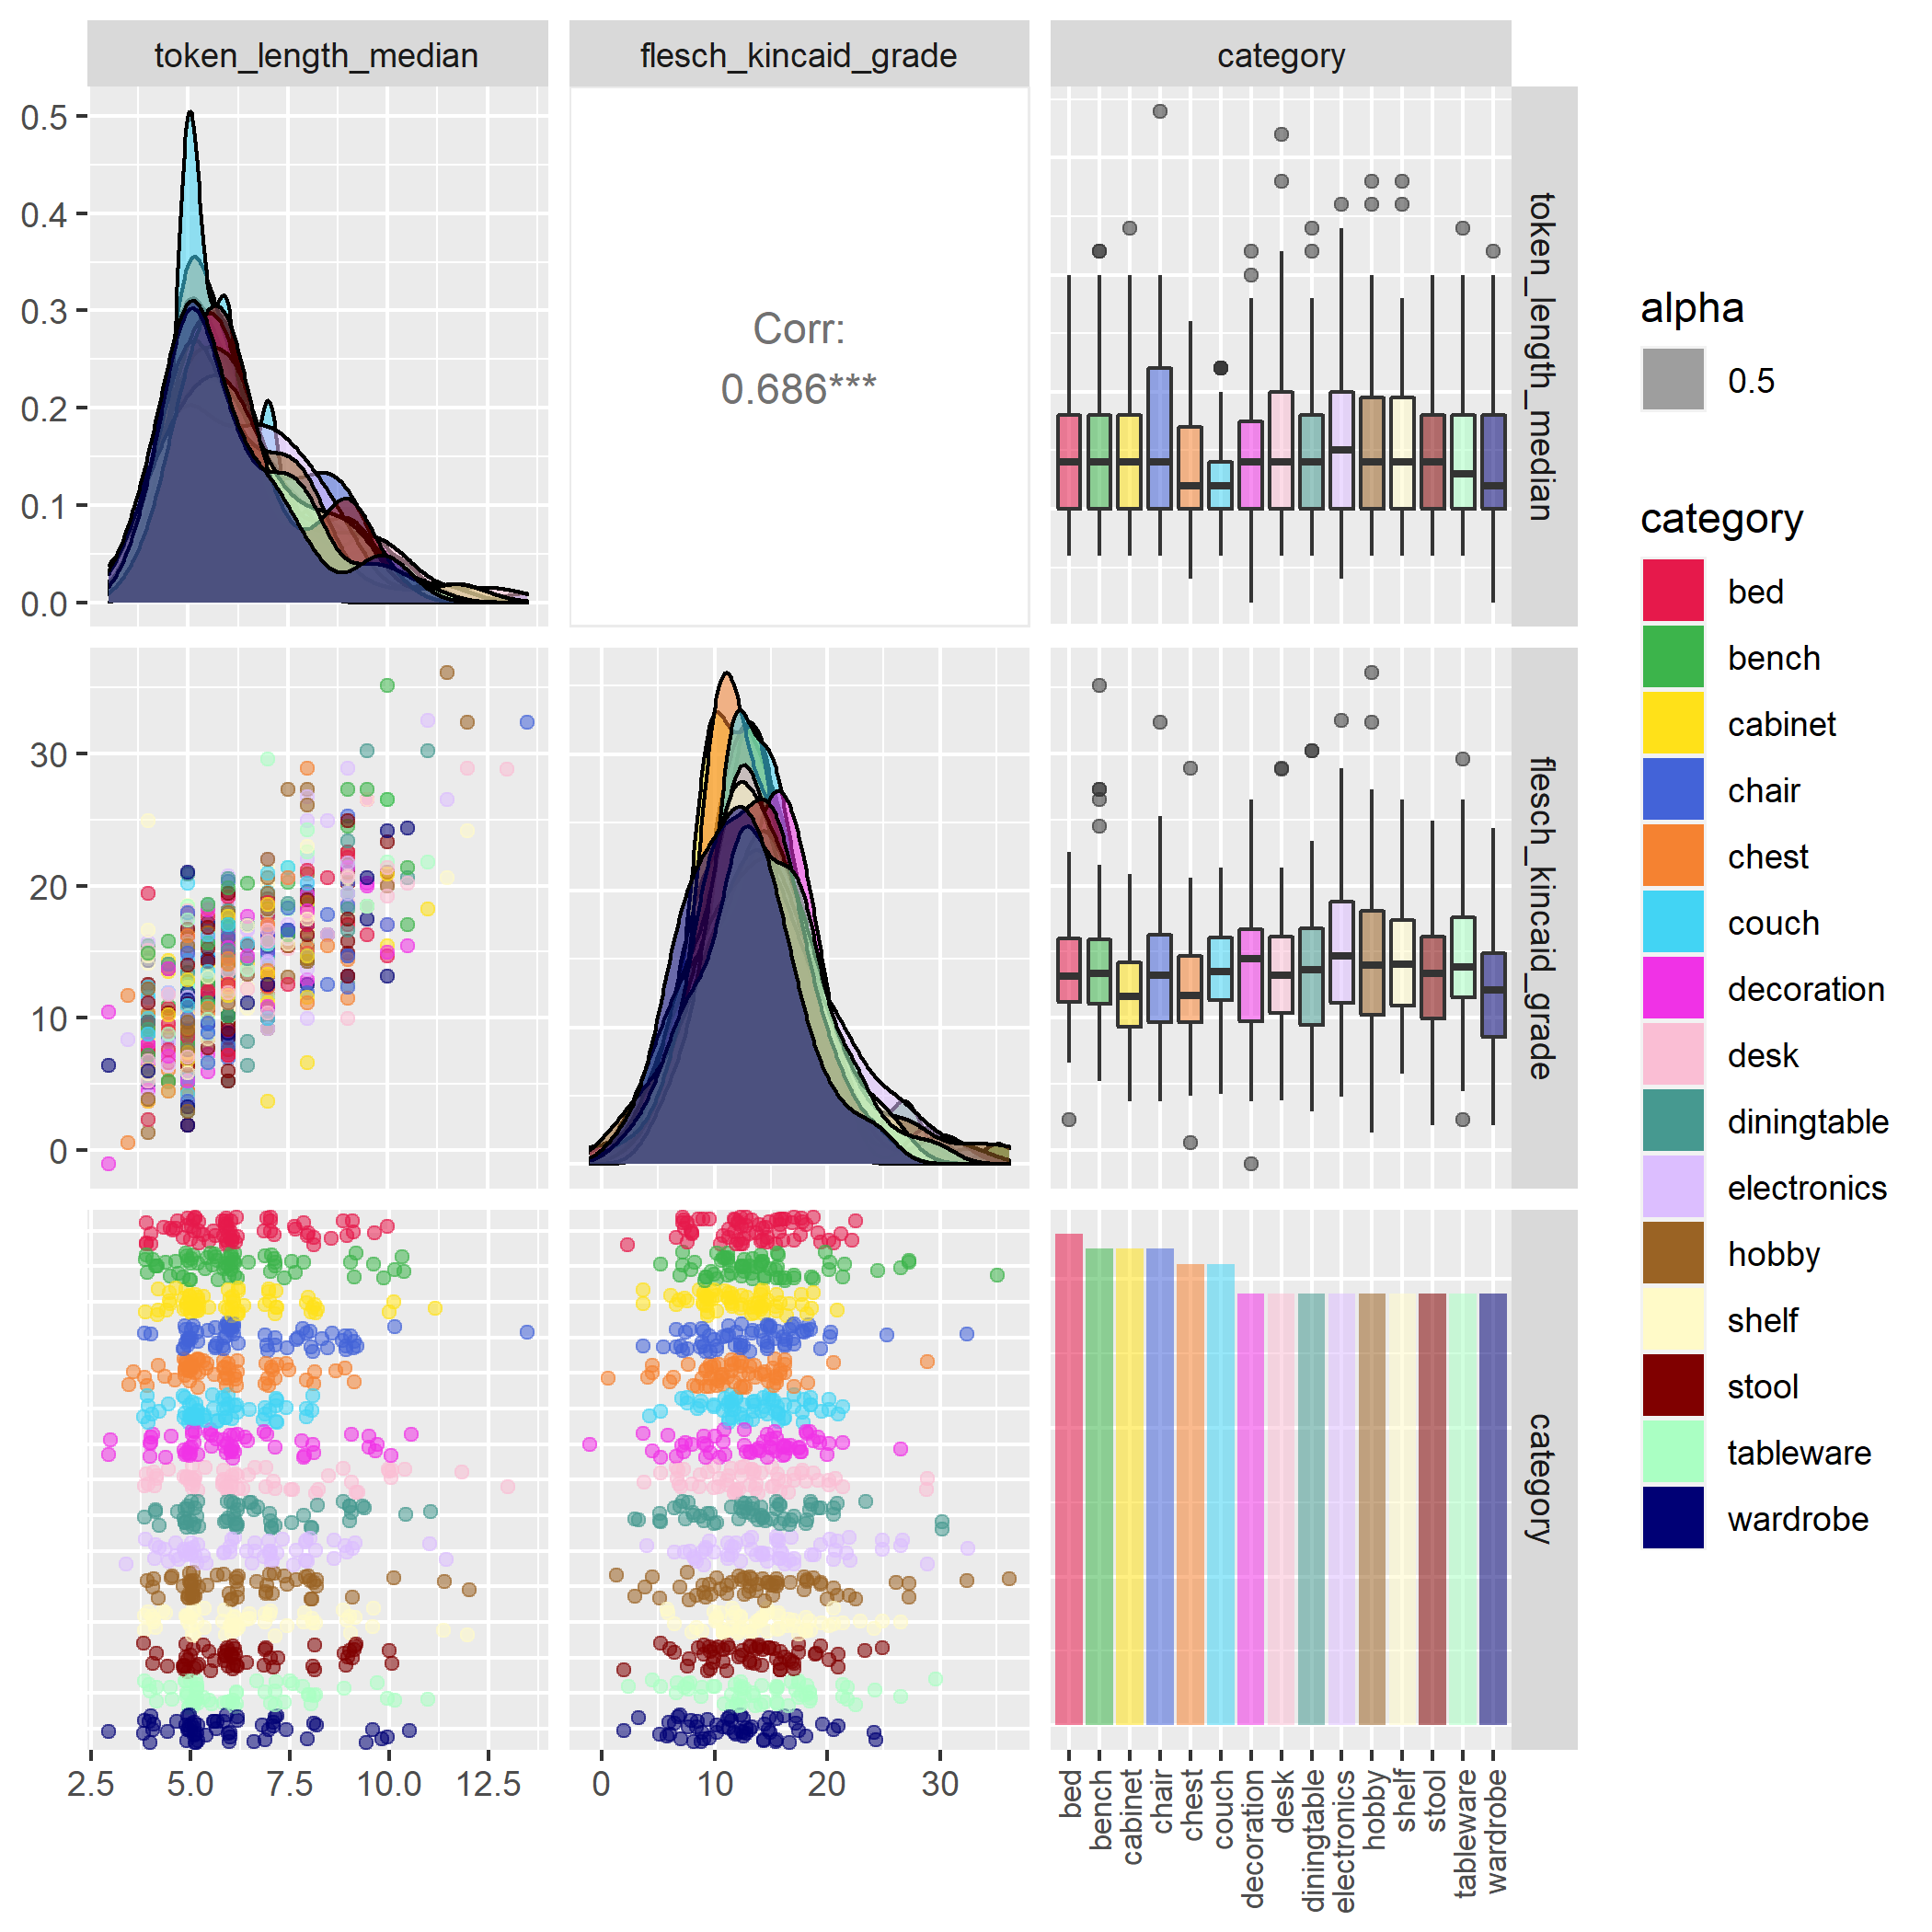 token_length_median
flesch_kincaid_grade
category
0.5
0.4
0.3
0.2
0.1
0.0
Corr:
0.686***
token_length_median
30
20
10
0
flesch_kincaid_grade
category
2.5
5.0
7.5
10.0
12.5
0
10
20
30
bed
bench
cabinet
chair
chest
couch
decoration
desk
diningtable
electronics
hobby
shelf
stool
tableware
wardrobe
alpha
0.5
category
bed
bench
cabinet
chair
chest
couch
decoration
desk
diningtable
electronics
hobby
shelf
stool
tableware
wardrobe